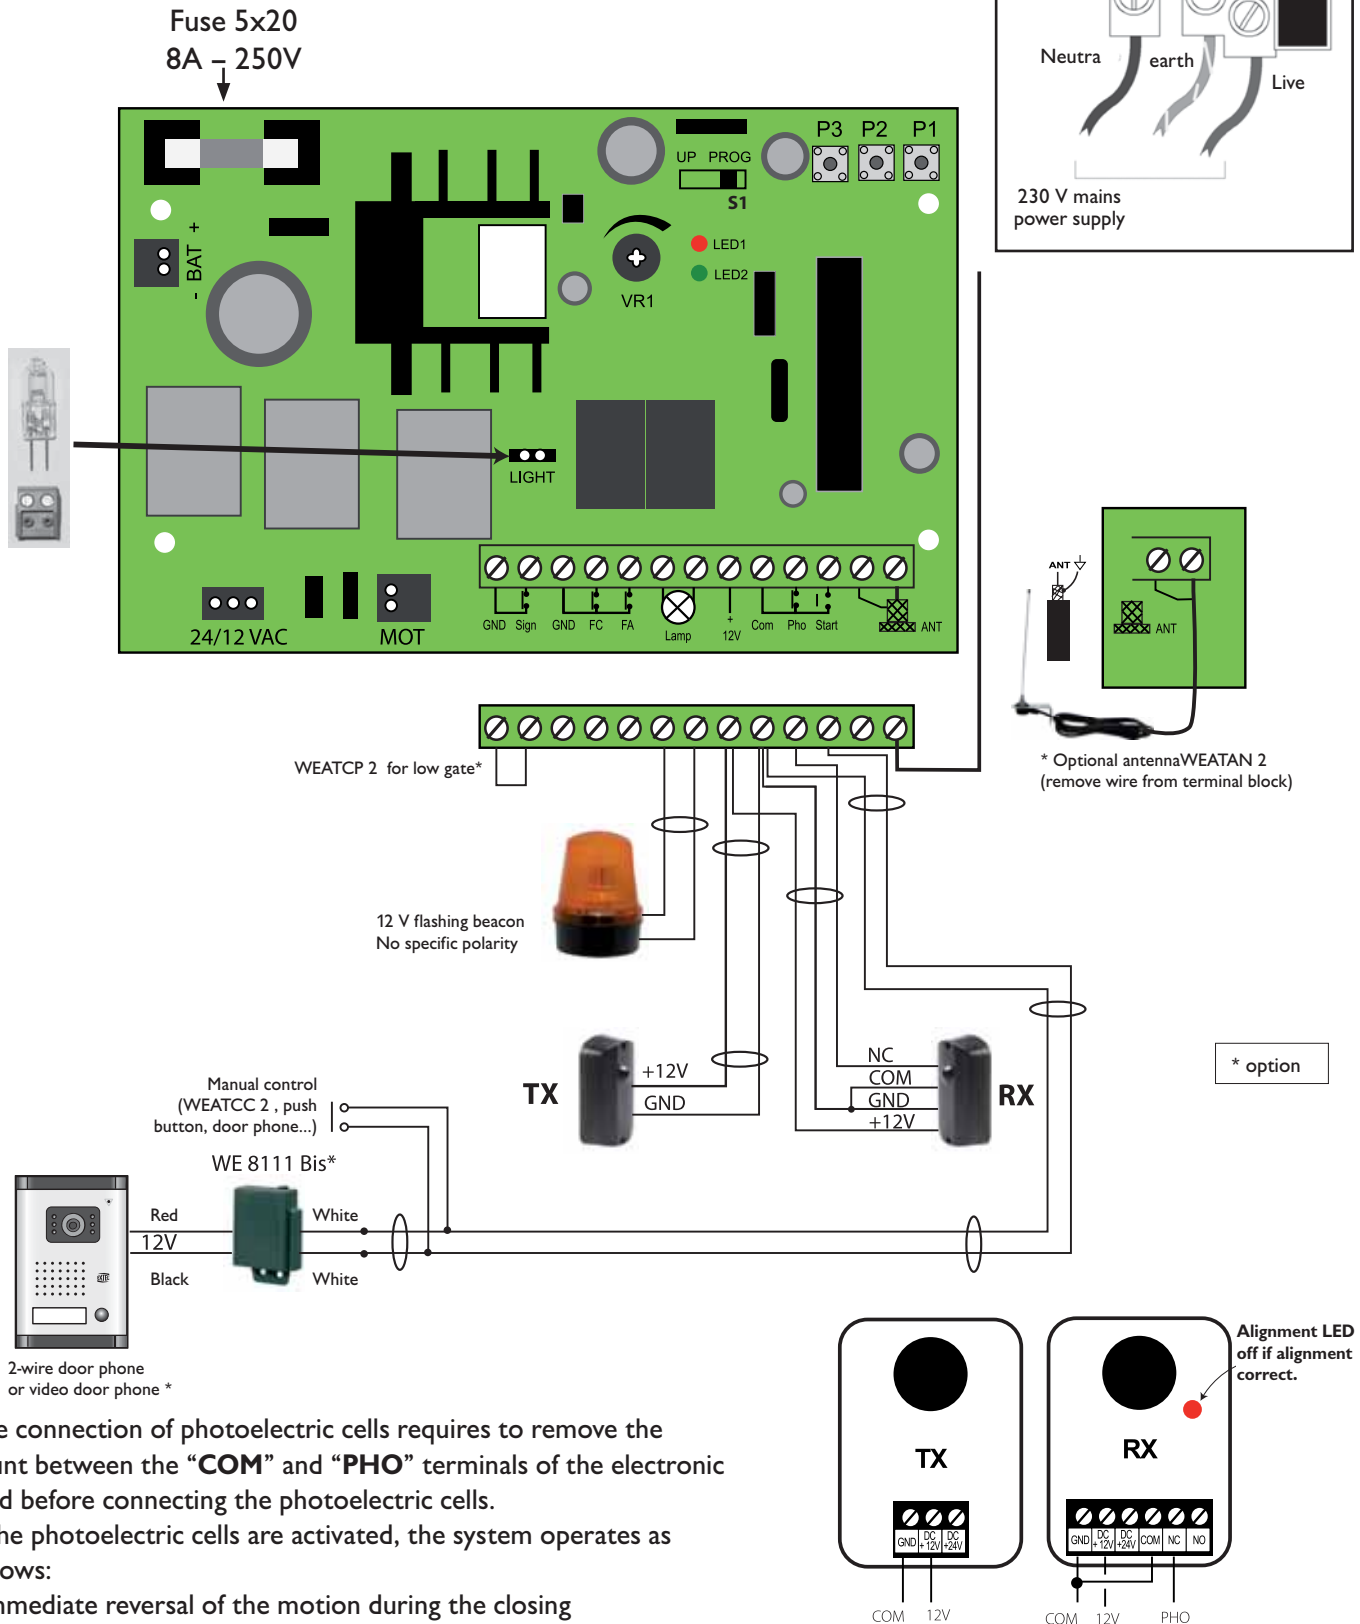 Fuse 5x20
8A – 250V
Neutra
earth
Live
230 V mains
power supply
P3 P2 P1
UP PROG
S1
- BAT +
LED1
LED2
VR1
LIGHT
24/12 VAC
MOT
GND Sign GND FC FA Lamp + 12V Com Pho Start ANT
ANT
ANT
* Optional antennaWEATAN 2
(remove wire from terminal block)
WEATCP 2 for low gate*
12 V flashing beacon
No specific polarity
TX
+12V
GND
NC
COM
GND
+12V
RX
* option
Manual control
(WEATCC 2 , push
button, door phone...)
WE 8111 Bis*
Red
12V
Black
White
White
2-wire door phone
or video door phone *
Alignment LED
off if alignment
correct.
TX
GND DC +12V DC +24V
COM 12V
RX
GND DC +12V DC +24V COM NC NO
COM 12V PHO
e connection of photoelectric cells requires to remove the
unt between the “COM” and “PHO” terminals of the electronic
d before connecting the photoelectric cells.
he photoelectric cells are activated, the system operates as
ows:
mmediate reversal of the motion during the closing